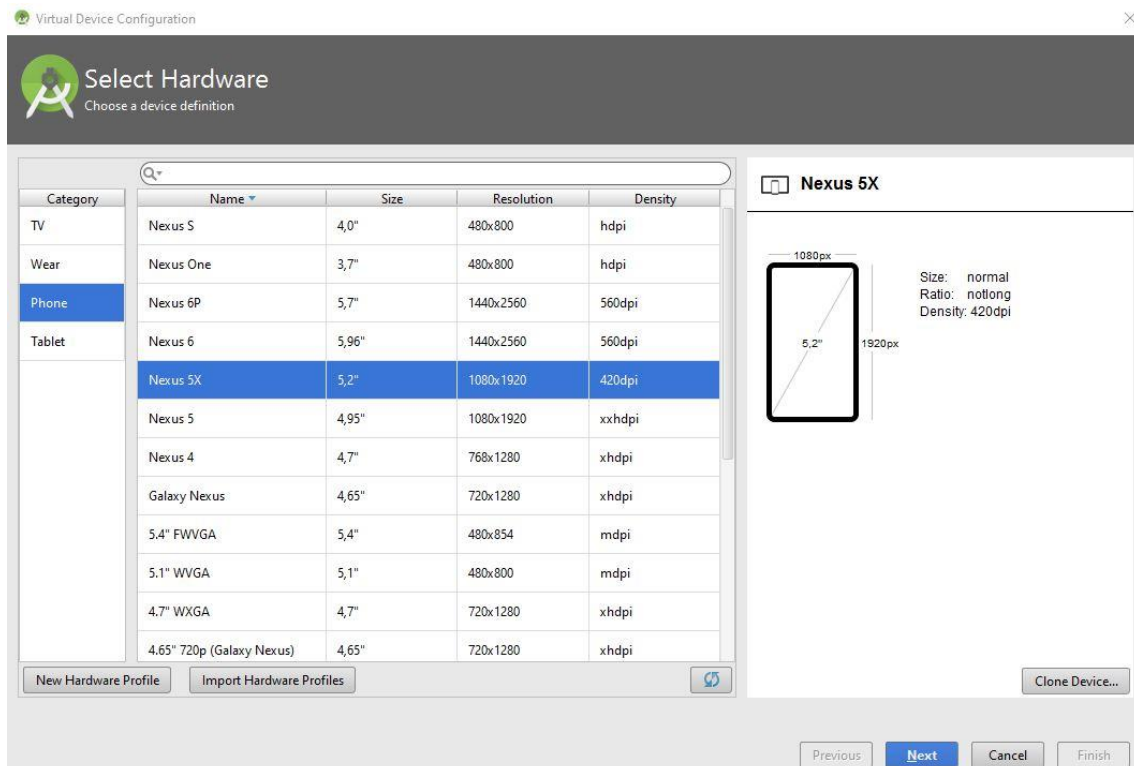 Virtual Device Configuration
Select Hardware
Choose a device definition
Category
TV
Wear
Phone
Tablet
Name Size Resolution Density
Nexus S 4,0" 480x800 hdpi
Nexus One 3,7" 480x800 hdpi
Nexus 6P 5,7" 1440x2560 560dpi
Nexus 6 5,96" 1440x2560 560dpi
Nexus 5X 5,2" 1080x1920 420dpi
Nexus 5 4,95" 1080x1920 xxhdpi
Nexus 4 4,7" 768x1280 xhdpi
Galaxy Nexus 4,65" 720x1280 xhdpi
5.4" FWVGA 5,4" 480x854 mdpi
5.1" WVGA 5,1" 480x800 mdpi
4.7" WXGA 4,7" 720x1280 xhdpi
4.65" 720p (Galaxy Nexus) 4,65" 720x1280 xhdpi
New Hardware Profile Import Hardware Profiles
Nexus 5X
1080px
5,2" 1920px
Size: normal
Ratio: notlong
Density: 420dpi
Clone Device...
Previous Next Cancel Finish